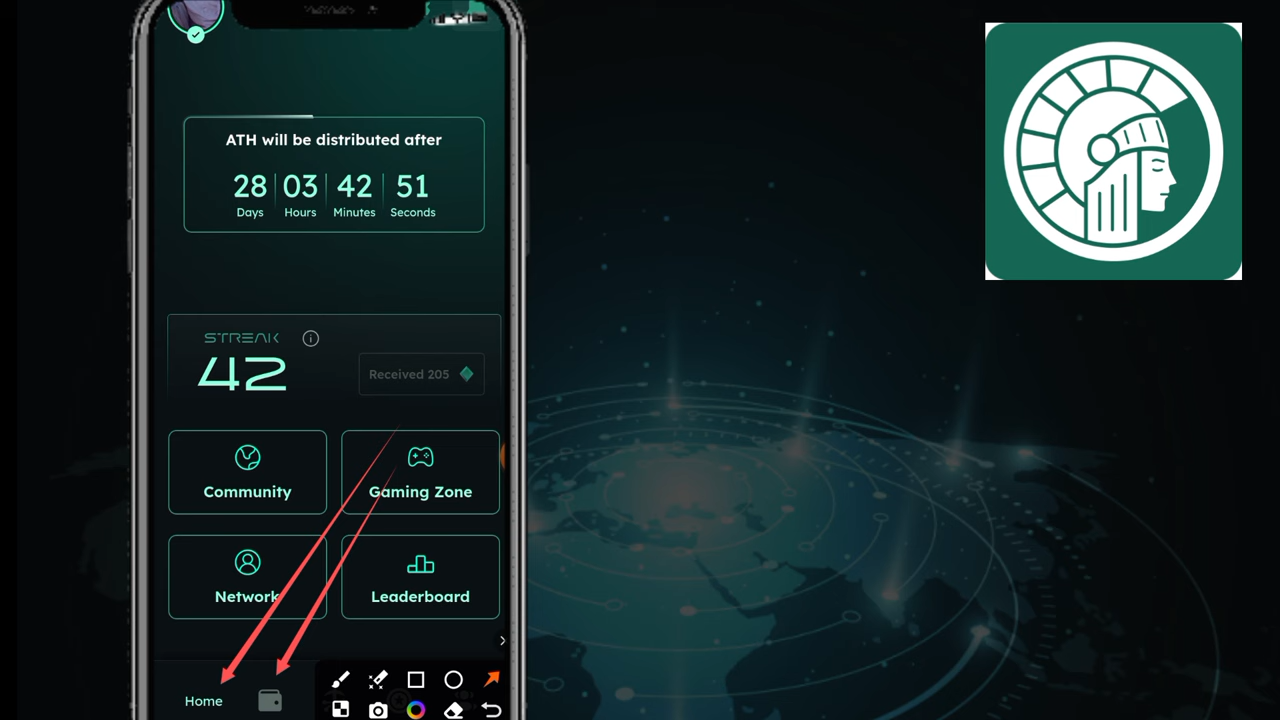 ATH will be distributed after
28 03 42 51
Days Hours Minutes Seconds
STREAK
42
Received 205
Community
Gaming Zone
Network
Leaderboard
Home